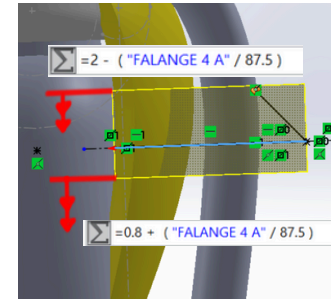 ∑ =2 - ( "FALANGE 4 A" / 87.5 )
∑ =0.8 + ( "FALANGE 4 A" / 87.5 )